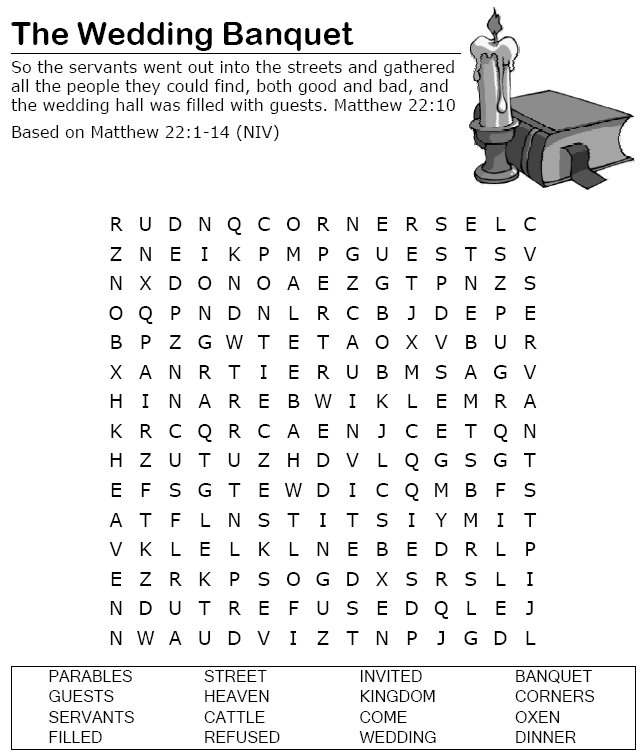 The Wedding Banquet
So the servants went out into the streets and gathered
all the people they could find, both good and bad, and
the wedding hall was filled with guests. Matthew 22:10
Based on Matthew 22:1-14 (NIV)
R U D N Q C O R N E R S E L C
Z N E I K P M P G U E S T S V
N X D O N O A E Z G T P N Z S
O Q P N D N L R C B J D E P E
B P Z G W T E T A O X V B U R
X A N R T I E R U B M S A G V
H I N A R E B W I K L E M R A
K R C Q R C A E N J C E T Q N
H Z U T U Z H D V L Q G S G T
E F S G T E W D I C Q M B F S
A T F L N S T I T S I Y M I T
V K L E L K L N E B E D R L P
E Z R K P S O G D X S R S L I
N D U T R E F U S E D Q L E J
N W A U D V I Z T N P J G D L
PARABLES STREET INVITED BANQUET
GUESTS HEAVEN KINGDOM CORNERS
SERVANTS CATTLE COME OXEN
FILLED REFUSED WEDDING DINNER